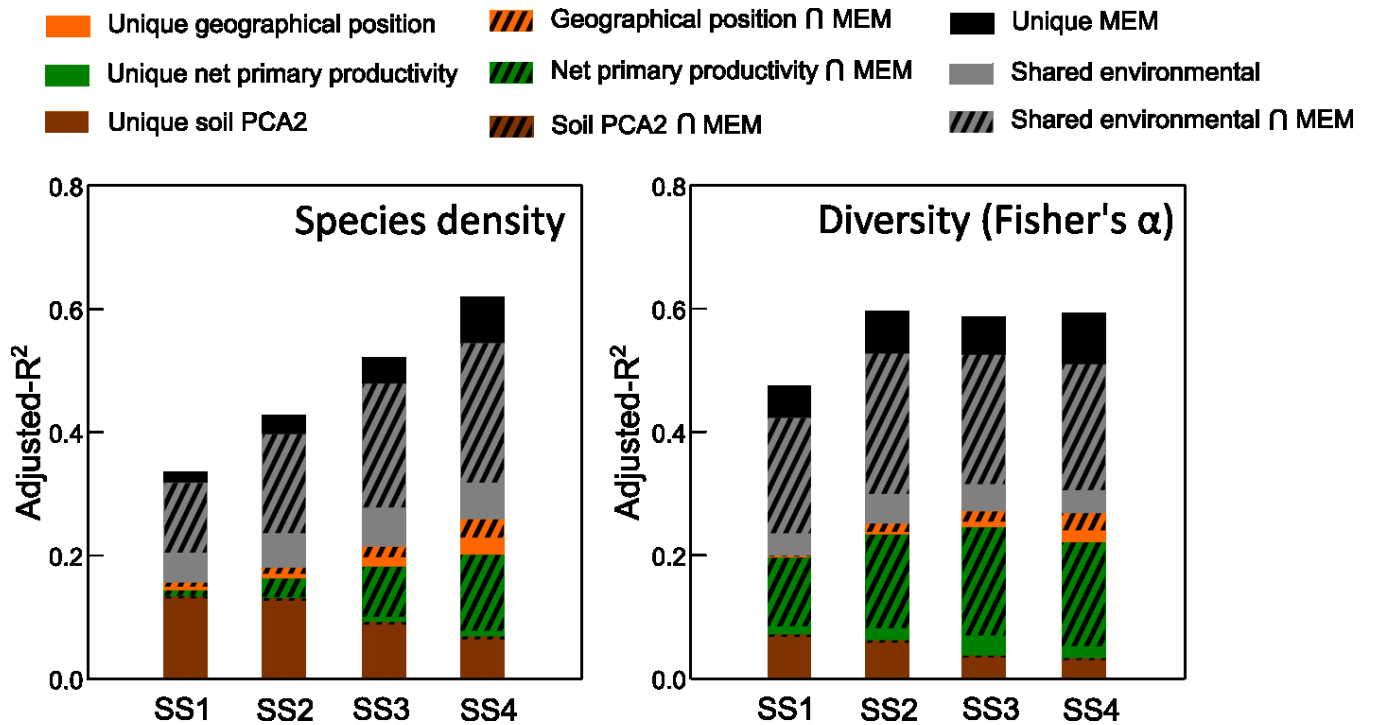 Unique geographical position
Geographical position ∩ MEM
Unique MEM
Unique net primary productivity
Net primary productivity ∩ MEM
Shared environmental
Unique soil PCA2
Soil PCA2 ∩ MEM
Shared environmental ∩ MEM
Species density
Adjusted-R²
0.8
0.6
0.4
0.2
0.0
SS1 SS2 SS3 SS4
Diversity (Fisher's α)
Adjusted-R²
0.8
0.6
0.4
0.2
0.0
SS1 SS2 SS3 SS4